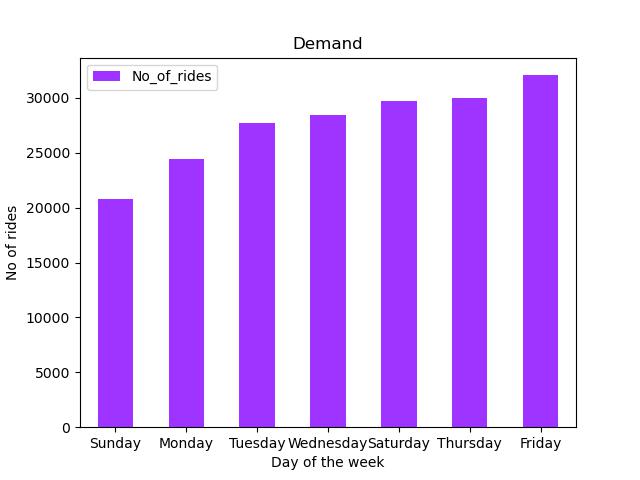 Demand
No_of_rides
No of rides
30000
25000
20000
15000
10000
5000
0
Sunday Monday Tuesday Wednesday Saturday Thursday Friday
Day of the week